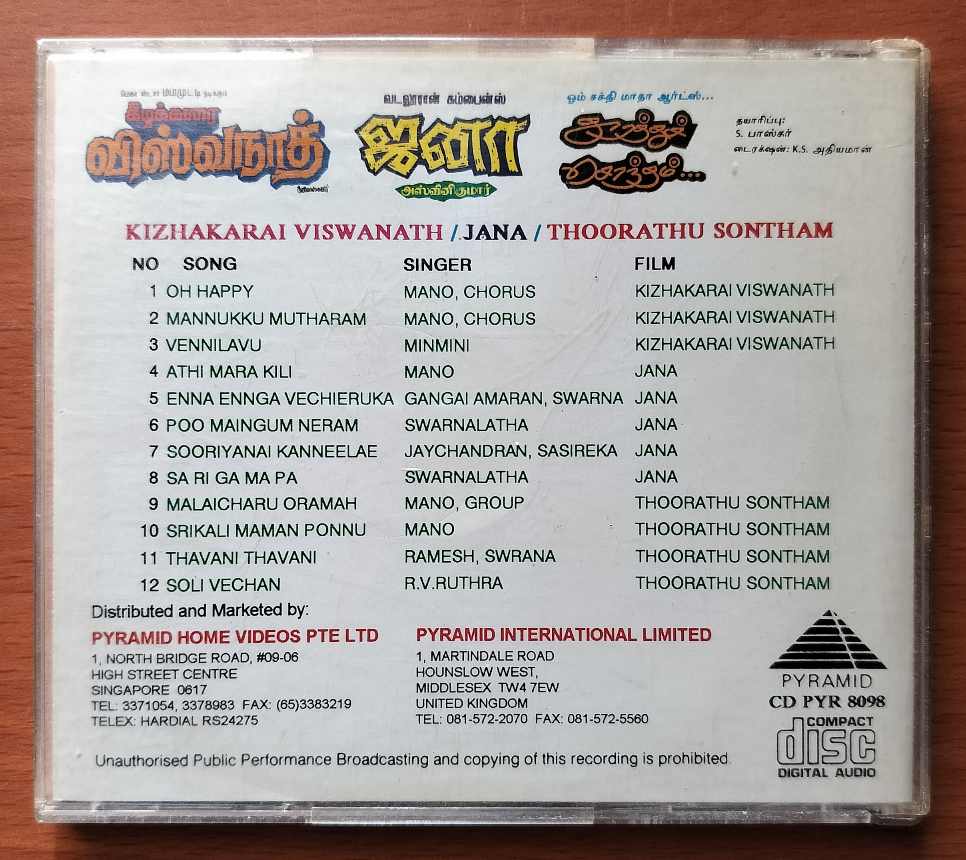 மெகா ஸ்டார் மம்முட்டி நடிக்கும்
கீழக்கரை
விஸ்வநாத்
வடலூரான் கம்பைன்ஸ்
ஜனா
அஸ்வினிகுமார்
ஓம் சக்தி மாதா ஆர்ட்ஸ்...
தூரத்துச்
சொந்தம்...
தயாரிப்பு:
S. பாஸ்கர்
டைரக்ஷன்: K.S. அதியமான்
KIZHAKARAI VISWANATH / JANA / THOORATHU SONTHAM
NO SONG SINGER FILM
1 OH HAPPY MANO, CHORUS KIZHAKARAI VISWANATH
2 MANNUKKU MUTHARAM MANO, CHORUS KIZHAKARAI VISWANATH
3 VENNILAVU MINMINI KIZHAKARAI VISWANATH
4 ATHI MARA KILI MANO JANA
5 ENNA ENNGA VECHIERUKA GANGAI AMARAN, SWARNA JANA
6 POO MAINGUM NERAM SWARNALATHA JANA
7 SOORIYANAI KANNEELAE JAYCHANDRAN, SASIREKA JANA
8 SA RI GA MA PA SWARNALATHA JANA
9 MALAICHARU ORAMAH MANO, GROUP THOORATHU SONTHAM
10 SRIKALI MAMAN PONNU MANO THOORATHU SONTHAM
11 THAVANI THAVANI RAMESH, SWRANA THOORATHU SONTHAM
12 SOLI VECHAN R.V.RUTHRA THOORATHU SONTHAM
Distributed and Marketed by:
PYRAMID HOME VIDEOS PTE LTD
1, NORTH BRIDGE ROAD, #09-06
HIGH STREET CENTRE
SINGAPORE 0617
TEL: 3371054, 3378983 FAX: (65)3383219
TELEX: HARDIAL RS24275
PYRAMID INTERNATIONAL LIMITED
1, MARTINDALE ROAD
HOUNSLOW WEST,
MIDDLESEX TW4 7EW
UNITED KINGDOM
TEL: 081-572-2070 FAX: 081-572-5560
PYRAMID
CD PYR 8098
COMPACT
disc
DIGITAL AUDIO
Unauthorised Public Performance Broadcasting and copying of this recording is prohibited.